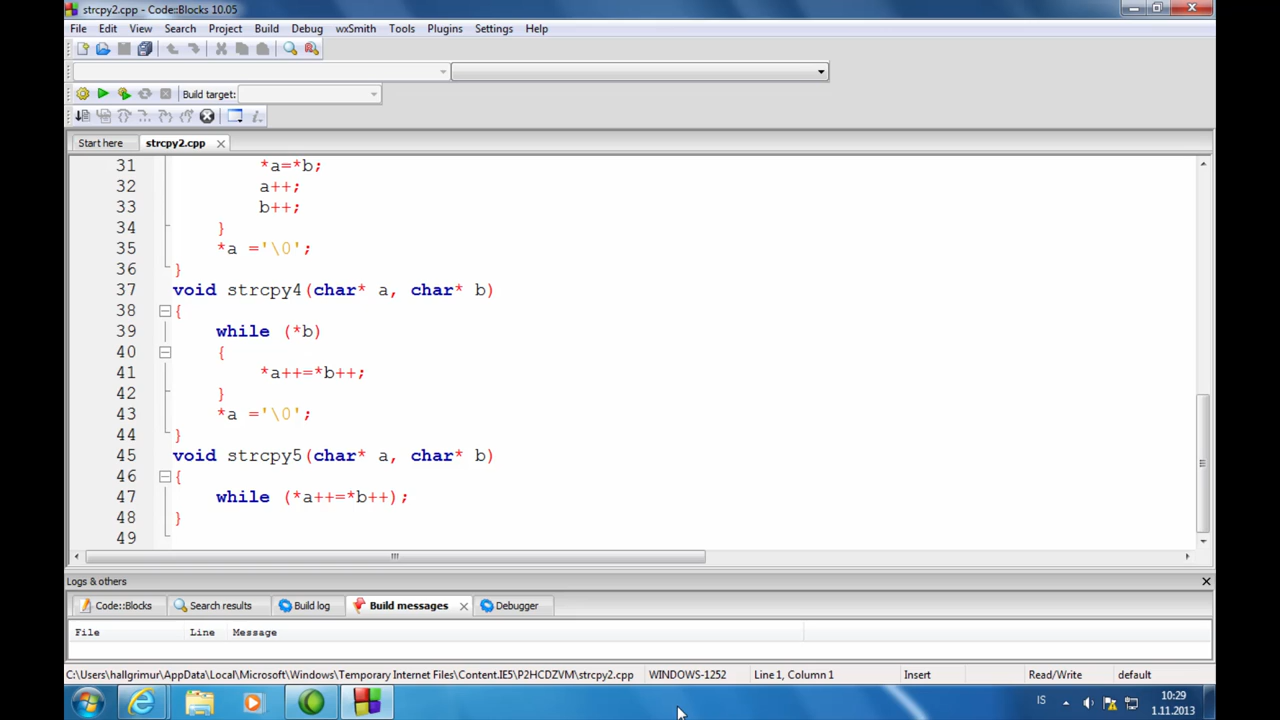 strcpy2.cpp - Code::Blocks 10.05
File Edit View Search Project Build Debug wxSmith Tools Plugins Settings Help
Build target:
Start here strcpy2.cpp
31 *a=*b;
32 a++;
33 b++;
34 }
35 *a ='\0';
36 }
37 void strcpy4(char* a, char* b)
38 {
39 while (*b)
40 {
41 *a++=*b++;
42 }
43 *a ='\0';
44 }
45 void strcpy5(char* a, char* b)
46 {
47 while (*a++=*b++);
48 }
49
Logs & others
Code::Blocks Search results Build log Build messages Debugger
File Line Message
C:\Users\hallgrimur\AppData\Local\Microsoft\Windows\Temporary Internet Files\Content.IE5\P2HCDZVM\strcpy2.cpp WINDOWS-1252 Line 1, Column 1 Insert Read/Write default
IS 10:29
1.11.2013